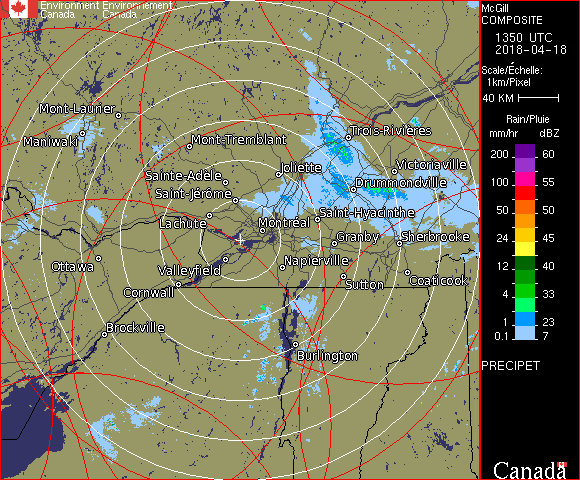 Environment Environnement
Canada Canada
McGill
COMPOSITE
1350 UTC
2018-04-18
Scale/Échelle:
1km/Pixel
40 KM
Rain/Pluie
mm/hr dBZ
200 60
100 55
50 50
24 45
12 40
4 33
1 23
0.1 7
PRECIPET
Canada
Mont-Laurier
Maniwaki
Mont-Tremblant
Trois-Rivières
Joliette
Victoriaville
Sainte-Adèle
Drummondville
Saint-Jérôme
Lachute
Saint-Hyacinthe
Montréal
Granby
Sherbrooke
Ottawa
Valleyfield
Napierville
Cornwall
Sutton
Coaticook
Brockville
Burlington